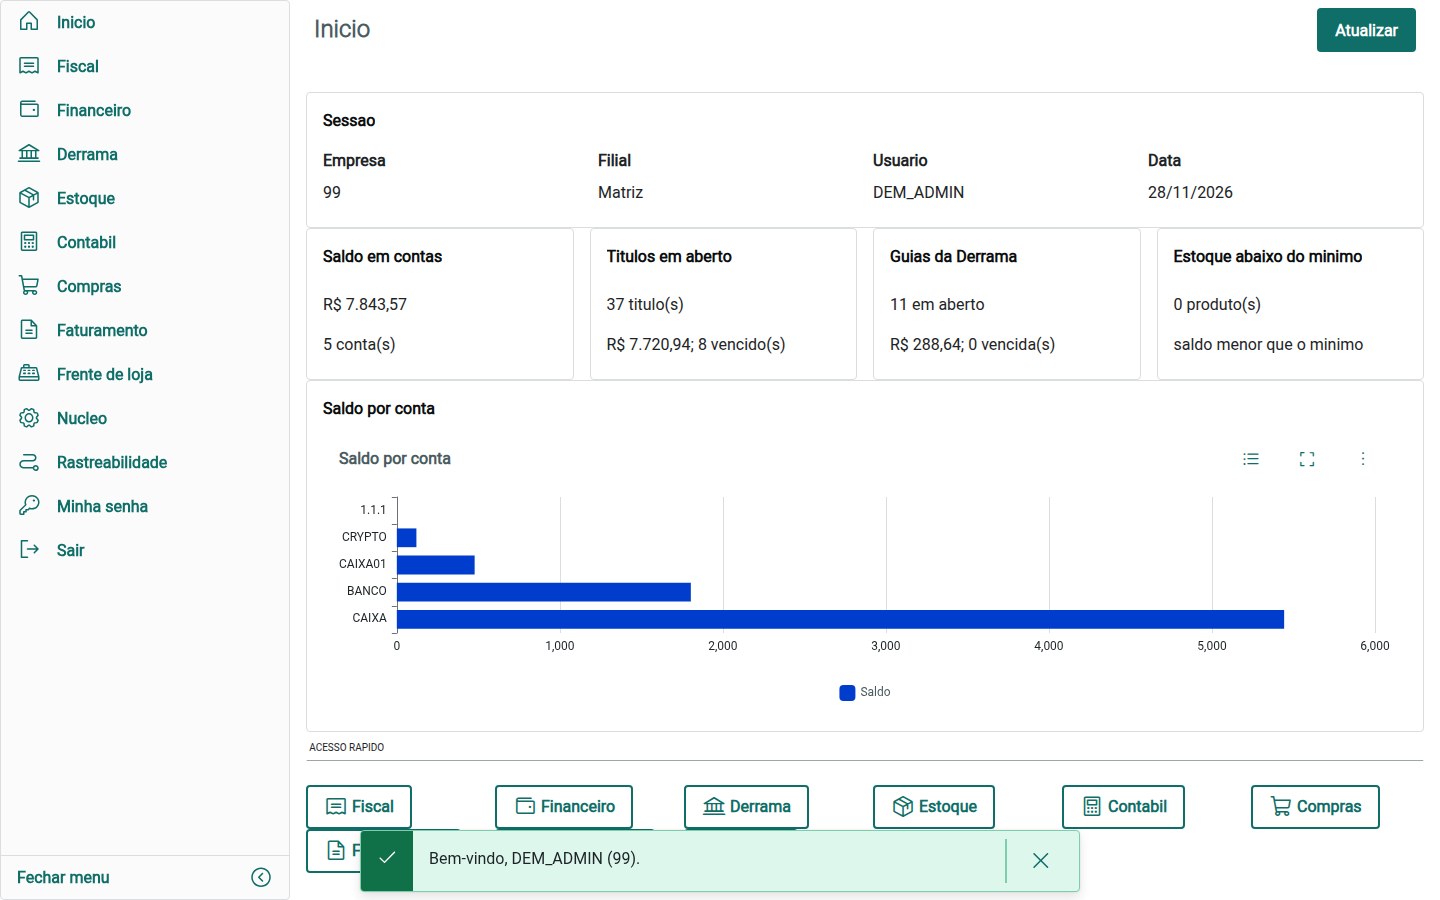 Inicio
Fiscal
Financeiro
Derrama
Estoque
Contabil
Compras
Faturamento
Frente de loja
Nucleo
Rastreabilidade
Minha senha
Sair
Fechar menu
Inicio
Atualizar
Sessao
Empresa
99
Filial
Matriz
Usuario
DEM_ADMIN
Data
28/11/2026
Saldo em contas
R$ 7.843,57
5 conta(s)
Titulos em aberto
37 titulo(s)
R$ 7.720,94; 8 vencido(s)
Guias da Derrama
11 em aberto
R$ 288,64; 0 vencida(s)
Estoque abaixo do minimo
0 produto(s)
saldo menor que o minimo
Saldo por conta
Saldo por conta
1.1.1
CRYPTO
CAIXA01
BANCO
CAIXA
0 1,000 2,000 3,000 4,000 5,000 6,000
Saldo
ACESSO RAPIDO
Fiscal
Financeiro
Derrama
Estoque
Contabil
Compras
Bem-vindo, DEM_ADMIN (99).